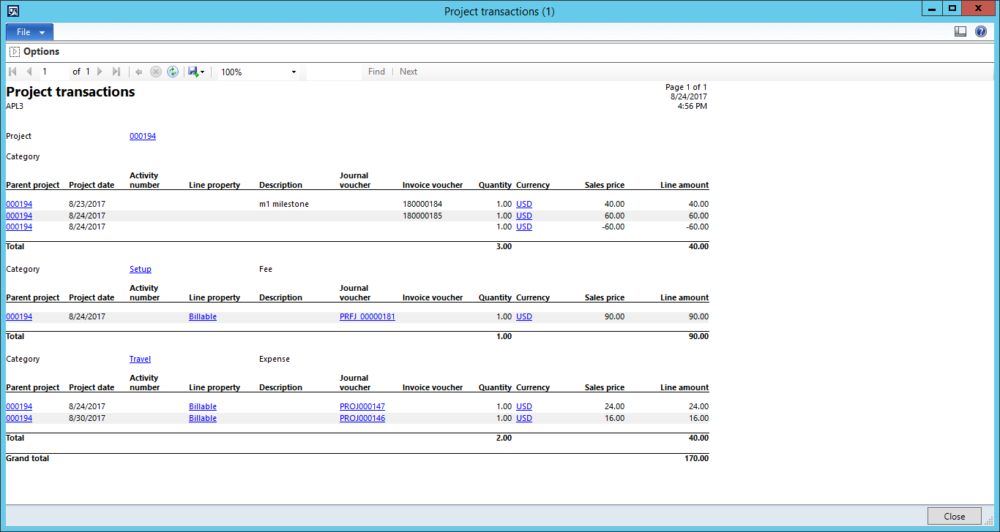 Project transactions (1)
File
Options
1 of 1 100% Find Next
Project transactions
Page 1 of 1
APL3
8/24/2017
4:56 PM
Project 000194
Category
Parent project Project date Activity number Line property Description Journal voucher Invoice voucher Quantity Currency Sales price Line amount
000194 8/23/2017 m1 milestone 180000184 1.00 USD 40.00 40.00
000194 8/24/2017 180000185 1.00 USD 60.00 60.00
000194 8/24/2017 1.00 USD -60.00 -60.00
Total 3.00 40.00
Category Setup Fee
Parent project Project date Activity number Line property Description Journal voucher Invoice voucher Quantity Currency Sales price Line amount
000194 8/24/2017 Billable PRFJ_00000181 1.00 USD 90.00 90.00
Total 1.00 90.00
Category Travel Expense
Parent project Project date Activity number Line property Description Journal voucher Invoice voucher Quantity Currency Sales price Line amount
000194 8/24/2017 Billable PROJ000147 1.00 USD 24.00 24.00
000194 8/30/2017 Billable PROJ000146 1.00 USD 16.00 16.00
Total 2.00 40.00
Grand total 170.00
Close